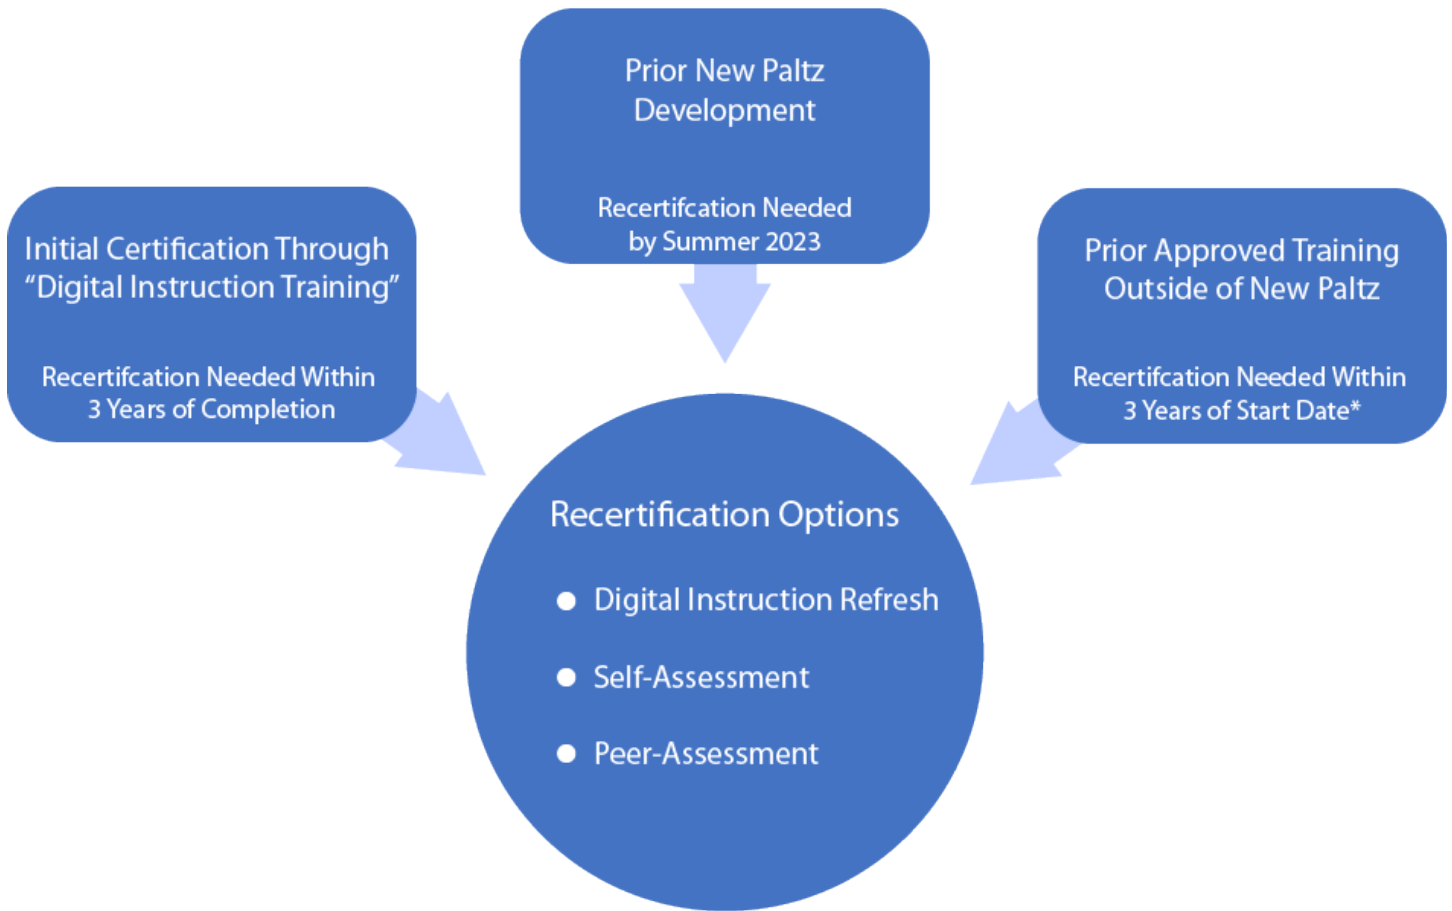 Prior New Paltz
Development
Recertifcation Needed
by Summer 2023
Initial Certification Through
“Digital Instruction Training”
Recertifcation Needed Within
3 Years of Completion
Prior Approved Training
Outside of New Paltz
Recertifcation Needed Within
3 Years of Start Date*
Recertification Options
● Digital Instruction Refresh
● Self-Assessment
● Peer-Assessment